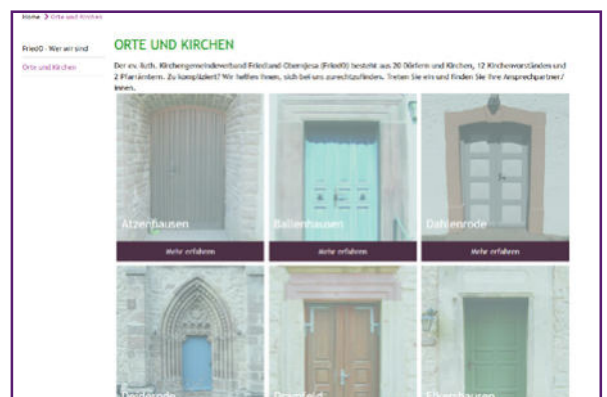 Home > Orte und Kirchen
FriedO - Wer wir sind
Orte und Kirchen
ORTE UND KIRCHEN
Der ev.-luth. Kirchengemeindeverband Friedland-Obernjesa (FriedO) besteht aus 20 Dörfern und Kirchen, 12 Kirchenvorständen und
2 Pfarrämtern. Zu kompliziert? Wir helfen Ihnen, sich bei uns zurechtzufinden. Treten Sie ein und finden Sie Ihre Ansprechpartner/
innen.
Atzenhausen
Ballenhausen
Dahlenrode
Mehr erfahren
Mehr erfahren
Mehr erfahren
Deiderode
Dramfeld
Elkershausen